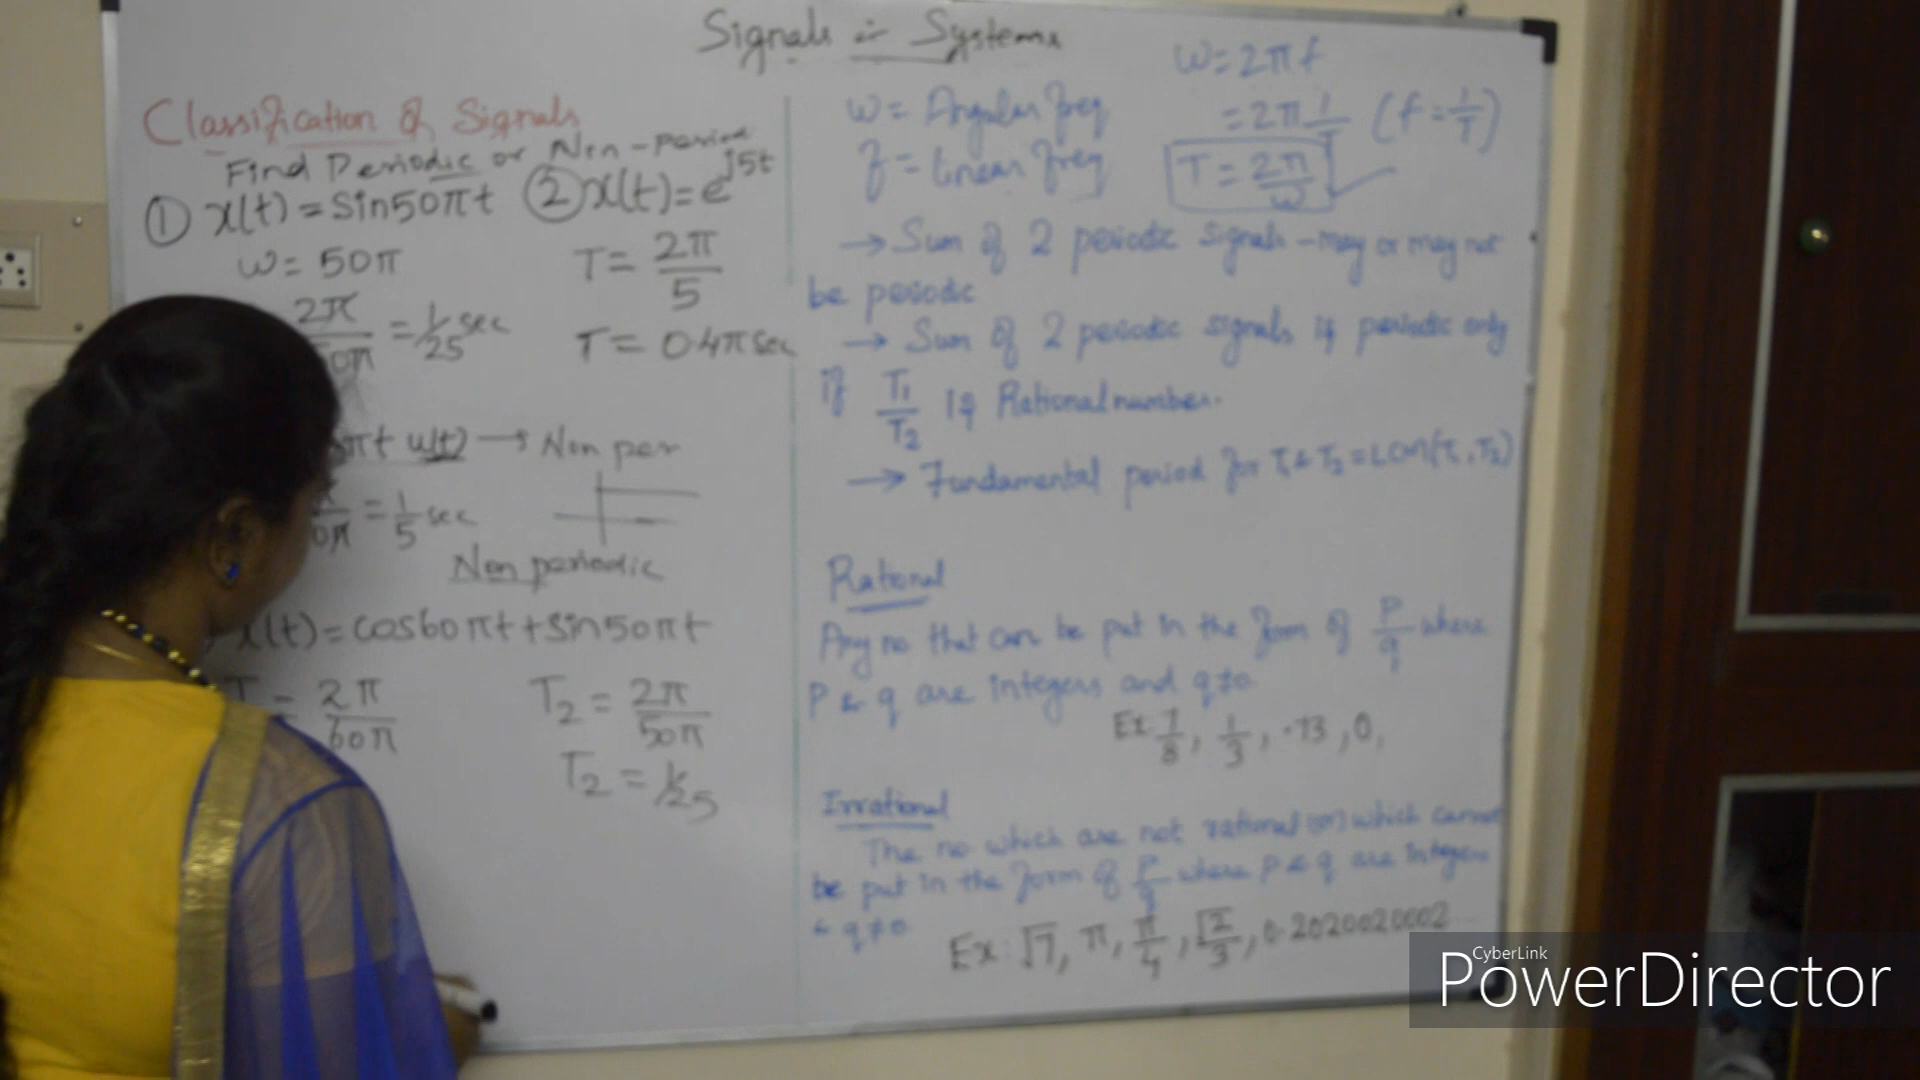 Signals & Systems
Classification of Signals
Find Periodic or Non-period
① x(t) = sin50πt ② x(t) = e^j5t
ω = 50π
T = 2π/5
2π/50π = 1/25 sec
T = 0.4π sec
πt u(t) → Non per
= 1/5 sec
Non periodic
x(t) = cos60πt + sin50πt
T = 2π/60π
T2 = 2π/50π
T2 = 1/25
ω = 2πf
ω = Angular freq
= 2π 1/T (f = 1/T)
f = linear freq
T = 2π/ω
→ Sum of 2 periodic signals - may or may not
be periodic
→ Sum of 2 periodic signals is periodic only
if T1/T2 is Rational number.
→ Fundamental period for T1 & T2 = LCM(T1, T2)
Rational
Any no that can be put in the form of P/q where
P & q are integers and q≠0
Ex: 7/8, 1/3, .73, 0,
Irrational
The no which are not rational (or) which cannot
be put in the form of P/q where p & q are integers
& q≠0
Ex: √7, π, π/4, √2/3, 0.2020020002
CyberLink
PowerDirector